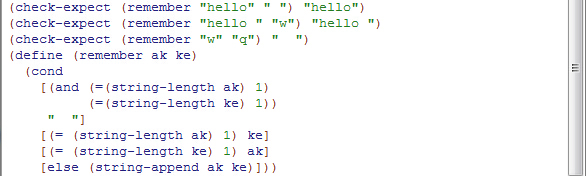 (check-expect (remember "hello" " ") "hello")
(check-expect (remember "hello " "w") "hello ")
(check-expect (remember "w" "q") "  ")
(define (remember ak ke)
  (cond
    [(and (=(string-length ak) 1)
          (=(string-length ke) 1))
     "  "]
    [(= (string-length ak) 1) ke]
    [(= (string-length ke) 1) ak]
    [else (string-append ak ke)]))